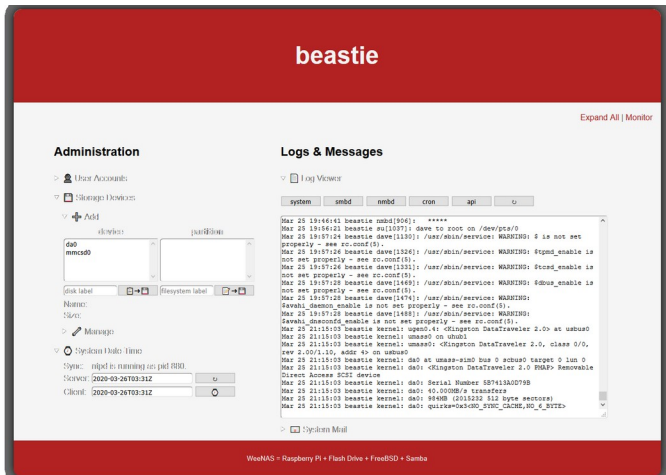 beastie
Expand All | Monitor
Administration
User Accounts
Storage Devices
Add
device partition
da0
mmcsd0
disk label filesystem label
Name:
Size:
Manage
System Date-Time
Sync: ntpd is running as pid 880.
Server: 2020-03-26T03:31Z
Client: 2020-03-26T03:31Z
Logs & Messages
Log Viewer
system smbd nmbd cron api
Mar 25 19:46:41 beastie nmbd[906]: *****
Mar 25 19:56:21 beastie su[1037]: dave to root on /dev/pts/0
Mar 25 19:57:24 beastie dave[1130]: /usr/sbin/service: WARNING: $ is not set
properly - see rc.conf(5).
Mar 25 19:57:26 beastie dave[1326]: /usr/sbin/service: WARNING: $tpmd_enable is
not set properly - see rc.conf(5).
Mar 25 19:57:26 beastie dave[1331]: /usr/sbin/service: WARNING: $tcsd_enable is
not set properly - see rc.conf(5).
Mar 25 19:57:28 beastie dave[1469]: /usr/sbin/service: WARNING: $dbus_enable is
not set properly - see rc.conf(5).
Mar 25 19:57:28 beastie dave[1474]: /usr/sbin/service: WARNING:
$avahi_daemon_enable is not set properly - see rc.conf(5).
Mar 25 19:57:28 beastie dave[1488]: /usr/sbin/service: WARNING:
$avahi_dnsconfd_enable is not set properly - see rc.conf(5).
Mar 25 21:15:03 beastie kernel: ugen0.4: <Kingston DataTraveler 2.0> at usbus0
Mar 25 21:15:03 beastie kernel: umass0 on uhub1
Mar 25 21:15:03 beastie kernel: umass0: <Kingston DataTraveler 2.0, class 0/0,
rev 2.00/1.10, addr 4> on usbus0
Mar 25 21:15:03 beastie kernel: da0 at umass-sim0 bus 0 scbus0 target 0 lun 0
Mar 25 21:15:03 beastie kernel: da0: <Kingston DataTraveler 2.0 PMAP> Removable
Direct Access SCSI device
Mar 25 21:15:03 beastie kernel: da0: Serial Number 5B7413A0D79B
Mar 25 21:15:03 beastie kernel: da0: 40.000MB/s transfers
Mar 25 21:15:03 beastie kernel: da0: 984MB (2015232 512 byte sectors)
Mar 25 21:15:03 beastie kernel: da0: quirks=0x3<NO_SYNC_CACHE,NO_6_BYTE>
System Mail
WeeNAS = Raspberry Pi + Flash Drive + FreeBSD + Samba